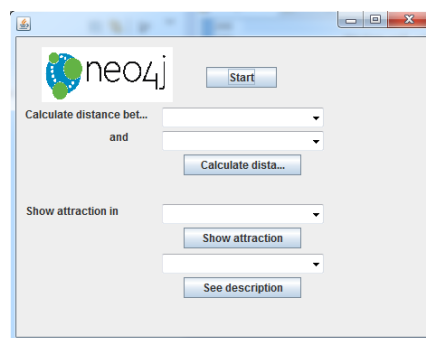 neo4j
Start
Calculate distance bet...
and
Calculate dista...
Show attraction in
Show attraction
See description